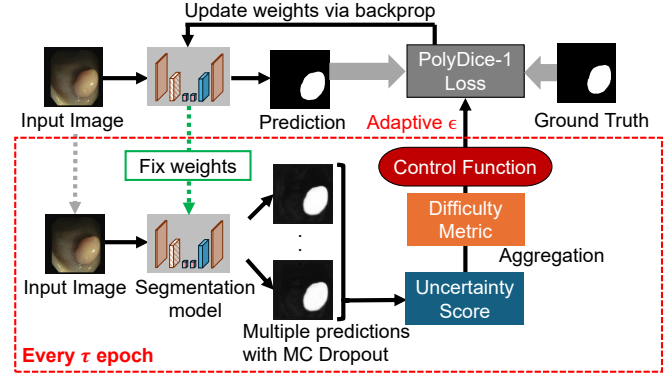 Update weights via backprop
PolyDice-1
Loss
Input Image
Prediction
Adaptive ϵ
Ground Truth
Fix weights
Control Function
Difficulty
Metric
Aggregation
Input Image
Segmentation
model
Uncertainty
Score
Multiple predictions
with MC Dropout
Every τ epoch